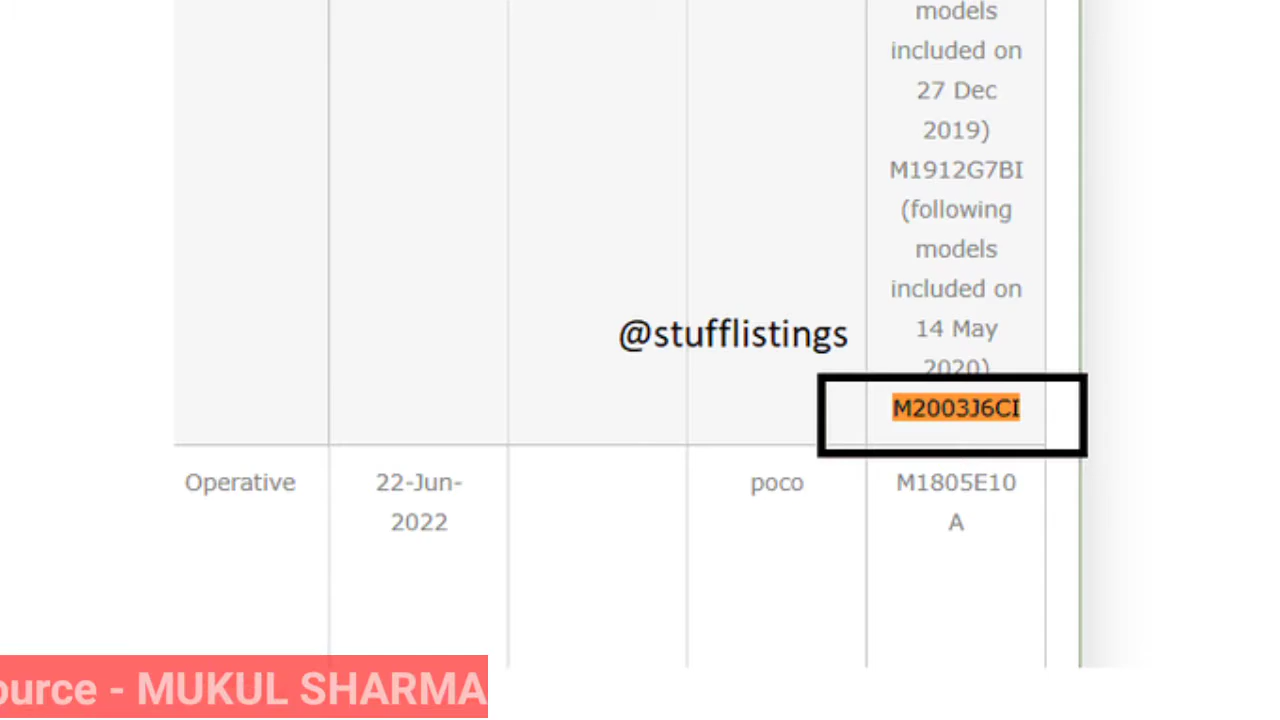 models
included on
27 Dec
2019)
M1912G7BI
(following
models
included on
14 May
2020)
M2003J6CI
@stufflistings
Operative
22-Jun-
2022
poco
M1805E10
A
ource - MUKUL SHARMA